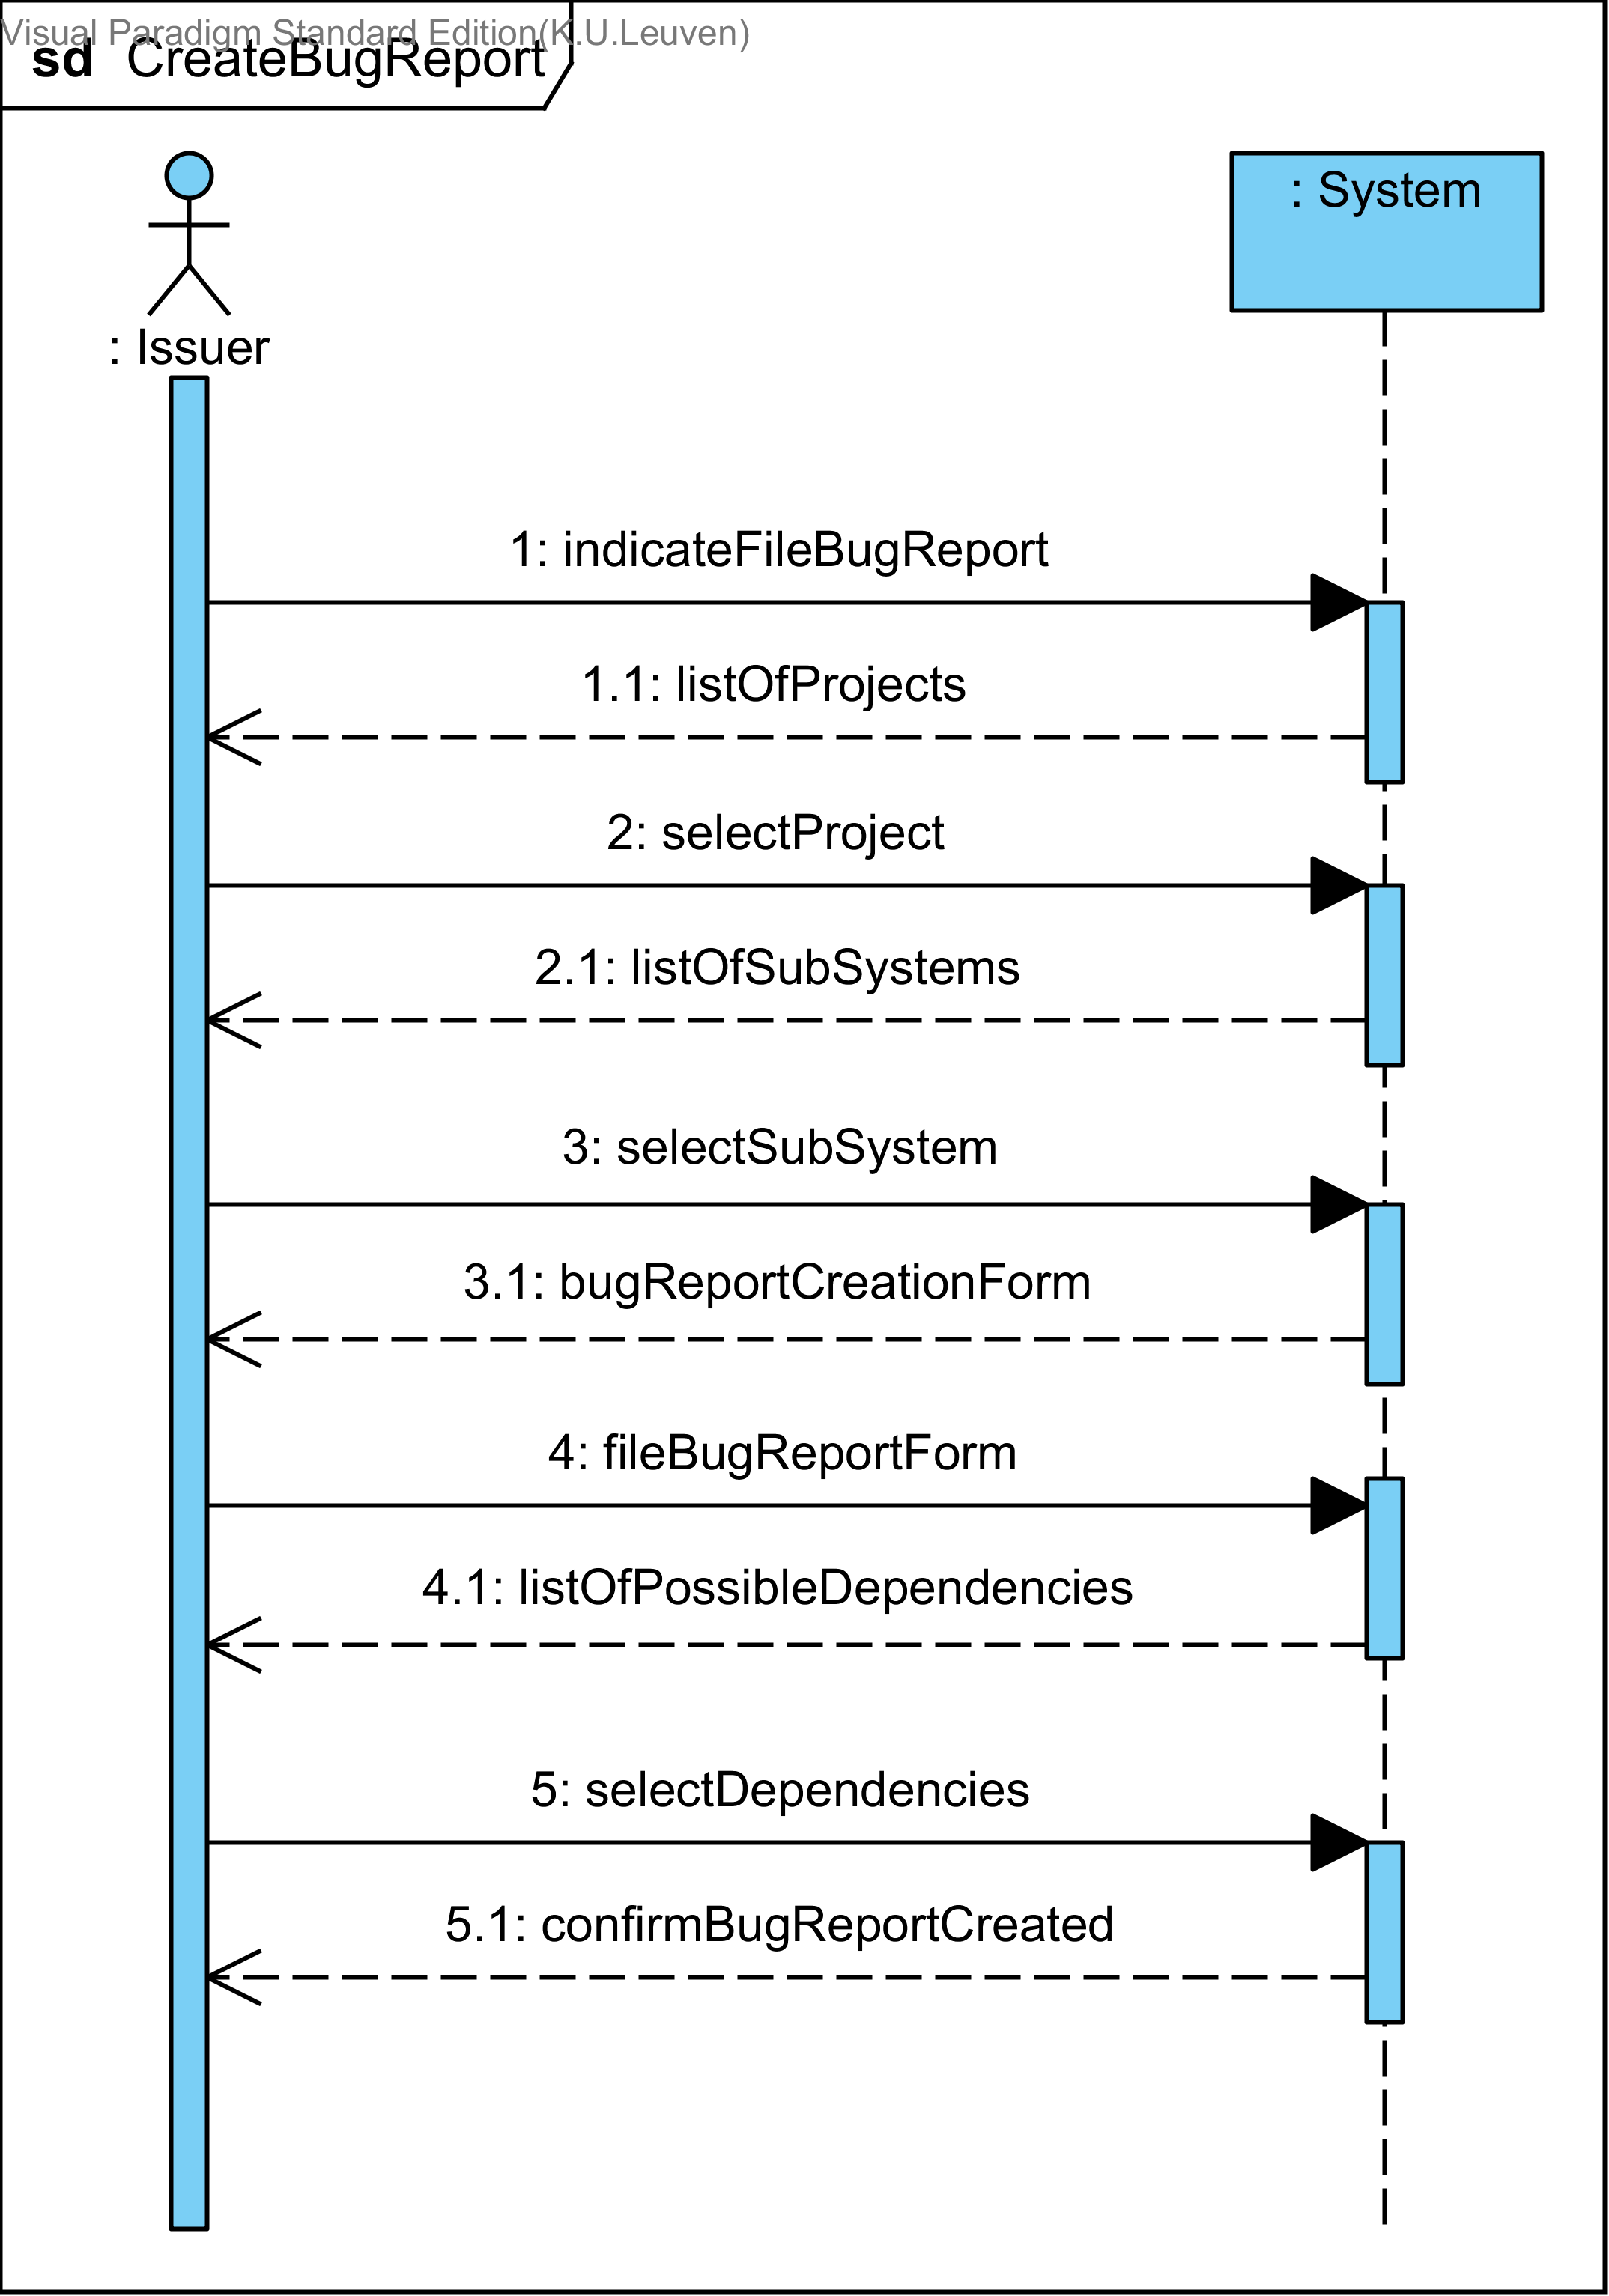 Visual Paradigm Standard Edition(K.U.Leuven)
sd CreateBugReport
: System
: Issuer
1: indicateFileBugReport
1.1: listOfProjects
2: selectProject
2.1: listOfSubSystems
3: selectSubSystem
3.1: bugReportCreationForm
4: fileBugReportForm
4.1: listOfPossibleDependencies
5: selectDependencies
5.1: confirmBugReportCreated